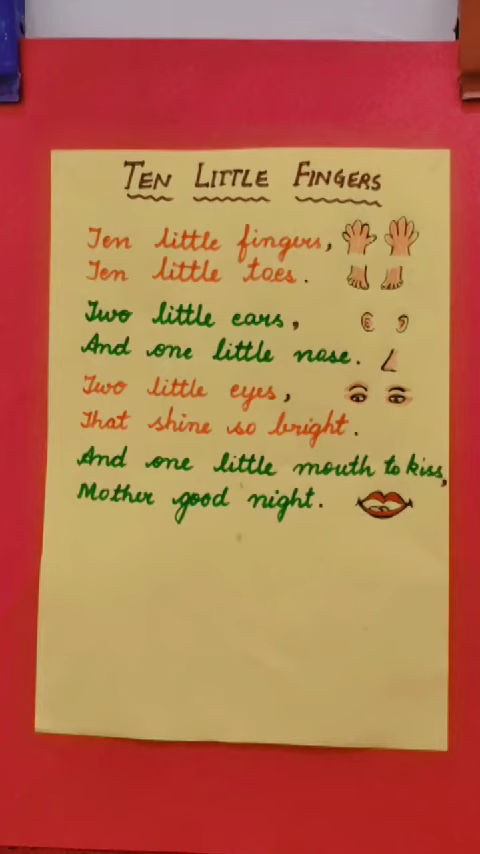 TEN LITTLE FINGERS
Ten little fingers,
Ten little toes.
Two little ears,
And one little nose.
Two little eyes,
That shine so bright.
And one little mouth to kiss,
Mother good night.